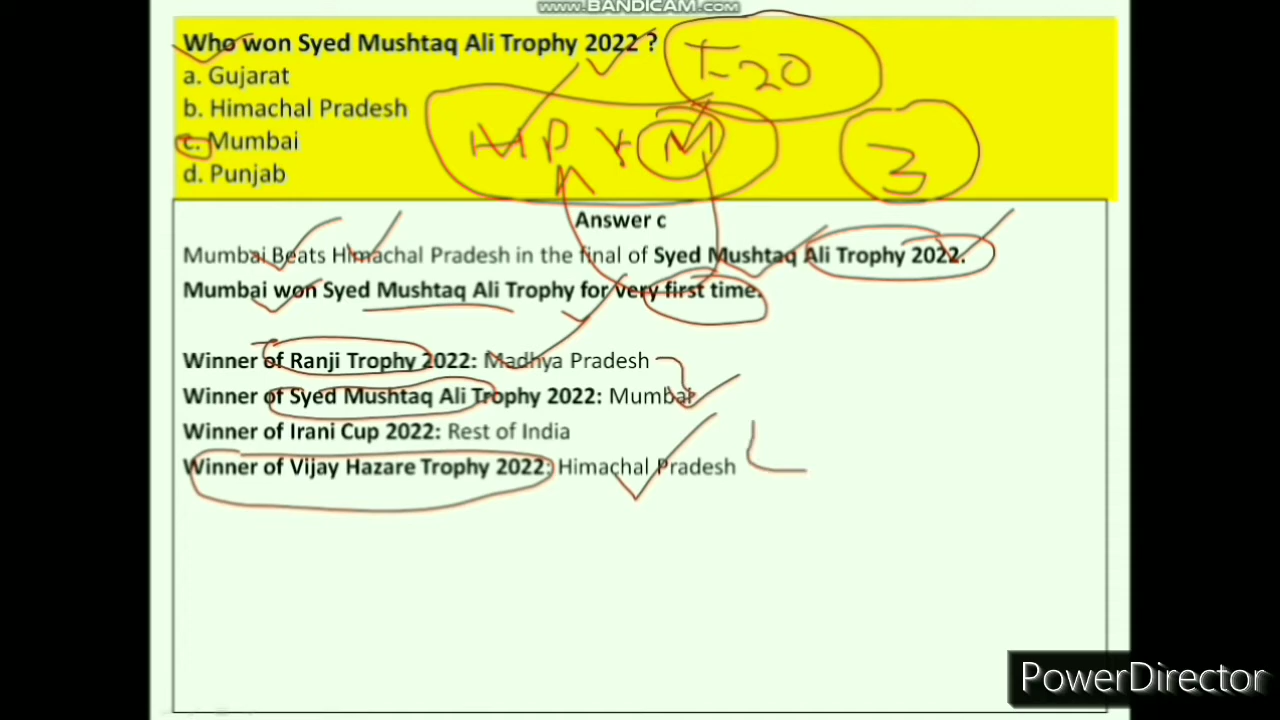 www.BANDICAM.com
Who won Syed Mushtaq Ali Trophy 2022 ?
T-20
a. Gujarat
b. Himachal Pradesh
c. Mumbai
M P
M
3
d. Punjab
Answer c
Mumbai Beats Himachal Pradesh in the final of Syed Mushtaq Ali Trophy 2022.
Mumbai won Syed Mushtaq Ali Trophy for very first time.
Winner of Ranji Trophy 2022: Madhya Pradesh
Winner of Syed Mushtaq Ali Trophy 2022: Mumbai
Winner of Irani Cup 2022: Rest of India
Winner of Vijay Hazare Trophy 2022: Himachal Pradesh
PowerDirector